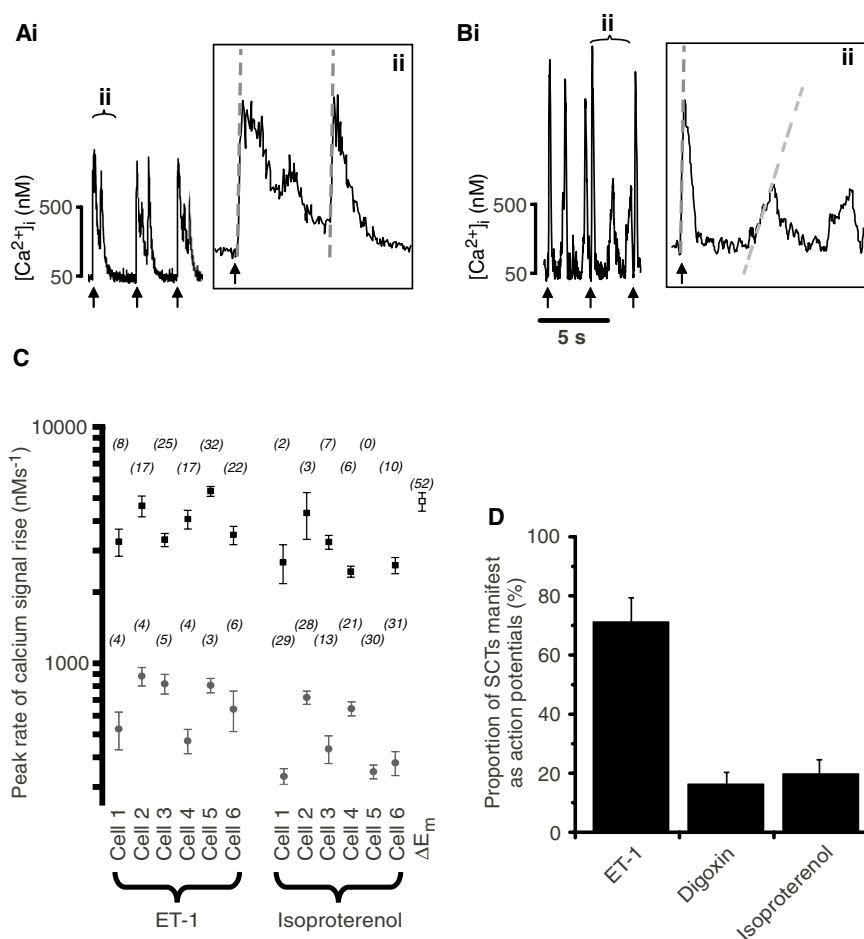 Ai
ii
ii
[Ca2+]i (nM)
500
50
Bi
ii
ii
[Ca2+]i (nM)
500
50
5 s
C
Peak rate of calcium signal rise (nMs-1)
10000
1000
(8)
(17)
(25)
(17)
(32)
(22)
(2)
(3)
(7)
(6)
(0)
(10)
(52)
(4)
(4)
(5)
(4)
(3)
(6)
(29)
(28)
(13)
(21)
(30)
(31)
Cell 1
Cell 2
Cell 3
Cell 4
Cell 5
Cell 6
Cell 1
Cell 2
Cell 3
Cell 4
Cell 5
Cell 6
ΔEm
ET-1
Isoproterenol
D
Proportion of SCTs manifest
as action potentials (%)
100
80
60
40
20
0
ET-1
Digoxin
Isoproterenol